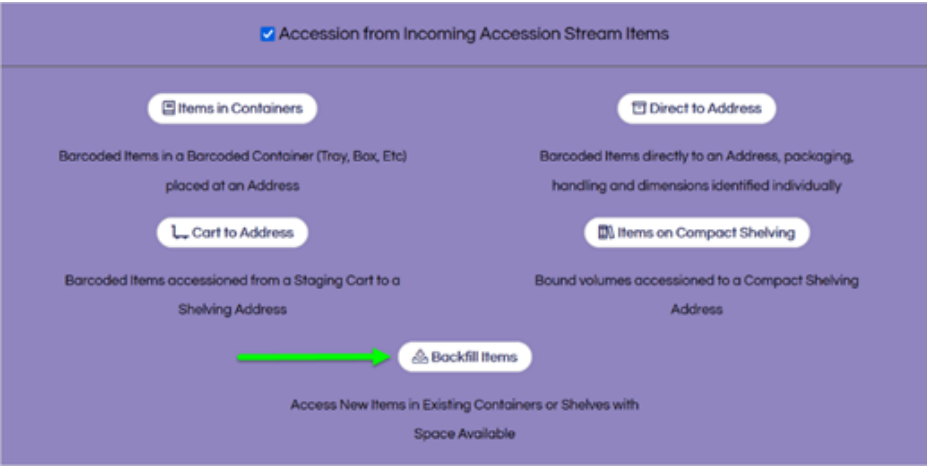 Accession from Incoming Accession Stream Items
Items in Containers
Barcoded Items in a Barcoded Container (Tray, Box, Etc)
placed at an Address
Direct to Address
Barcoded Items directly to an Address, packaging,
handling and dimensions identified individually
Cart to Address
Barcoded Items accessioned from a Staging Cart to a
Shelving Address
Items on Compact Shelving
Bound volumes accessioned to a Compact Shelving
Address
Backfill Items
Access New Items in Existing Containers or Shelves with
Space Available